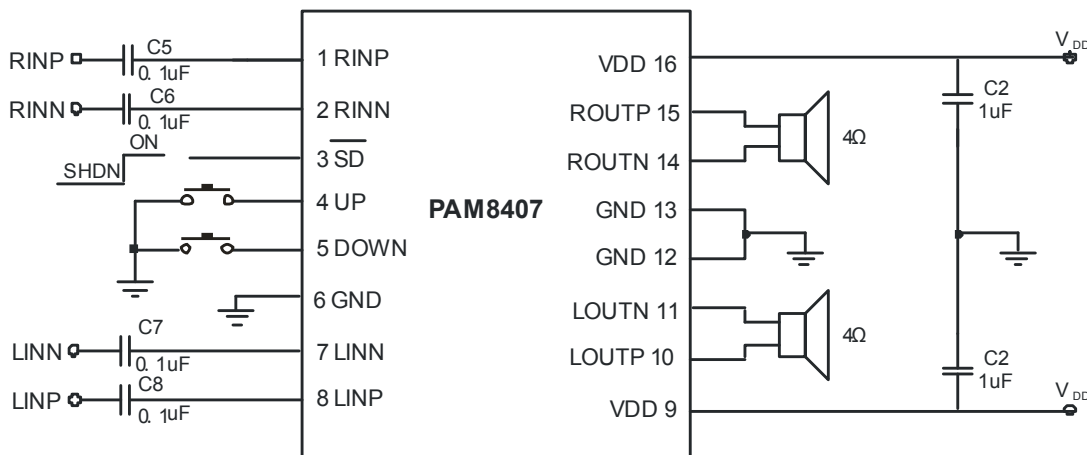 RINP
C5
0.1uF
1 RINP
RINN
C6
0.1uF
2 RINN
ON
SHDN
3 SD
4 UP
5 DOWN
6 GND
LINN
C7
0.1uF
7 LINN
LINP
C8
0.1uF
8 LINP
PAM8407
VDD 16
VDD
ROUTP 15
4Ω
ROUTN 14
C2
1uF
GND 13
GND 12
LOUTN 11
4Ω
LOUTP 10
C2
1uF
VDD 9
VDD